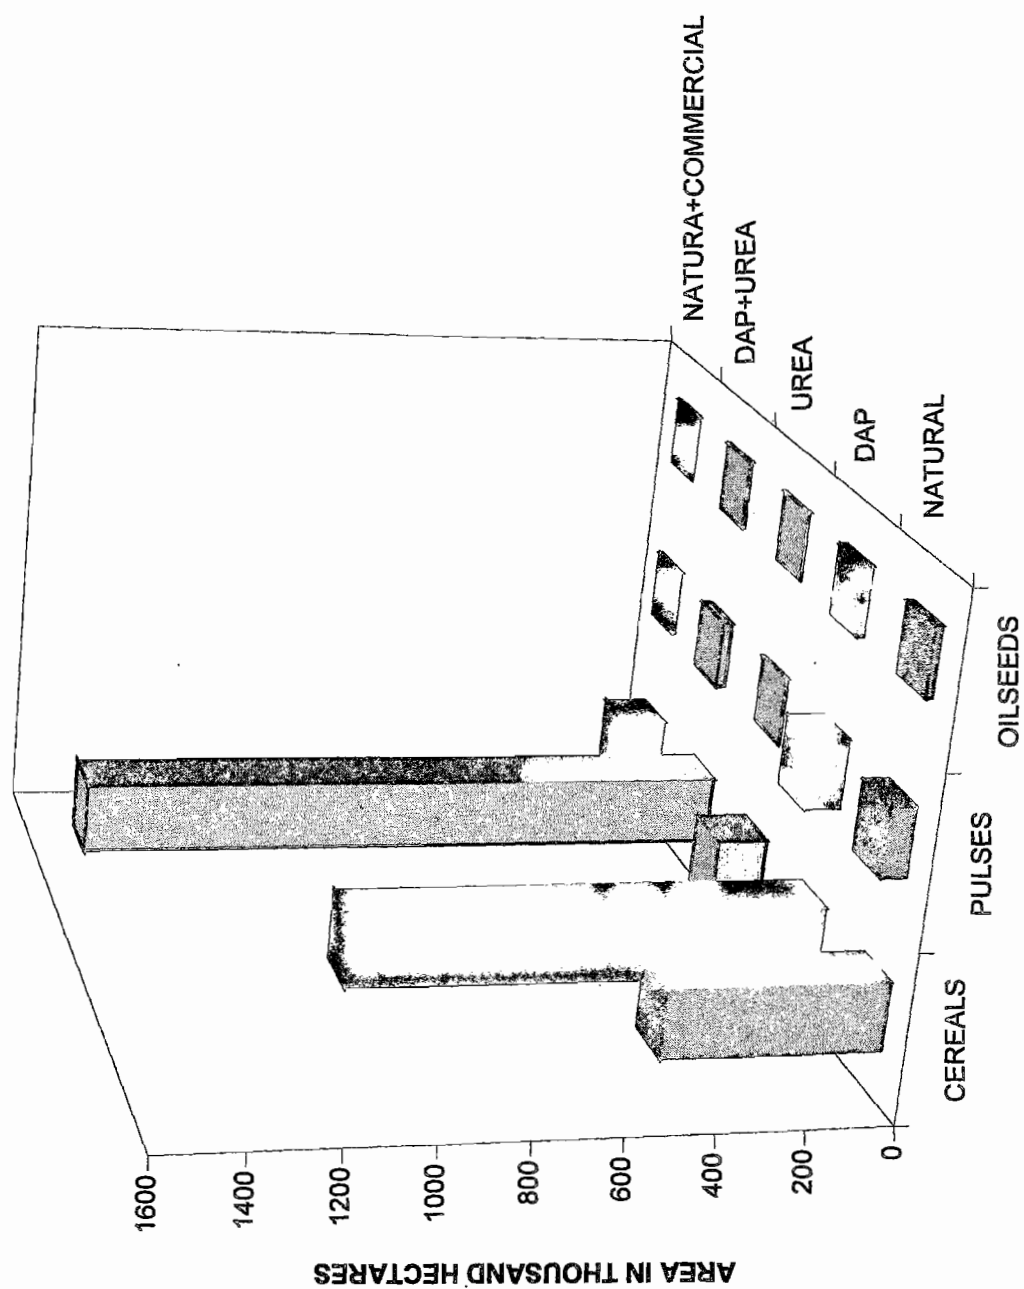 AREA IN THOUSAND HECTARES
1600
1400
1200
1000
800
600
400
200
0
CEREALS
PULSES
OILSEEDS
NATURAL
DAP
UREA
DAP+UREA
NATURA+COMMERCIAL